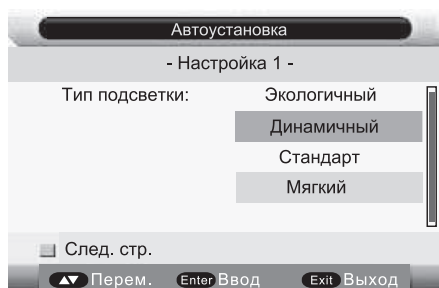 Автоустановка
- Настройка 1 -
Тип подсветки: Экологичный
Динамичный
Стандарт
Мягкий
След. стр.
Перем. Enter Ввод Exit Выход